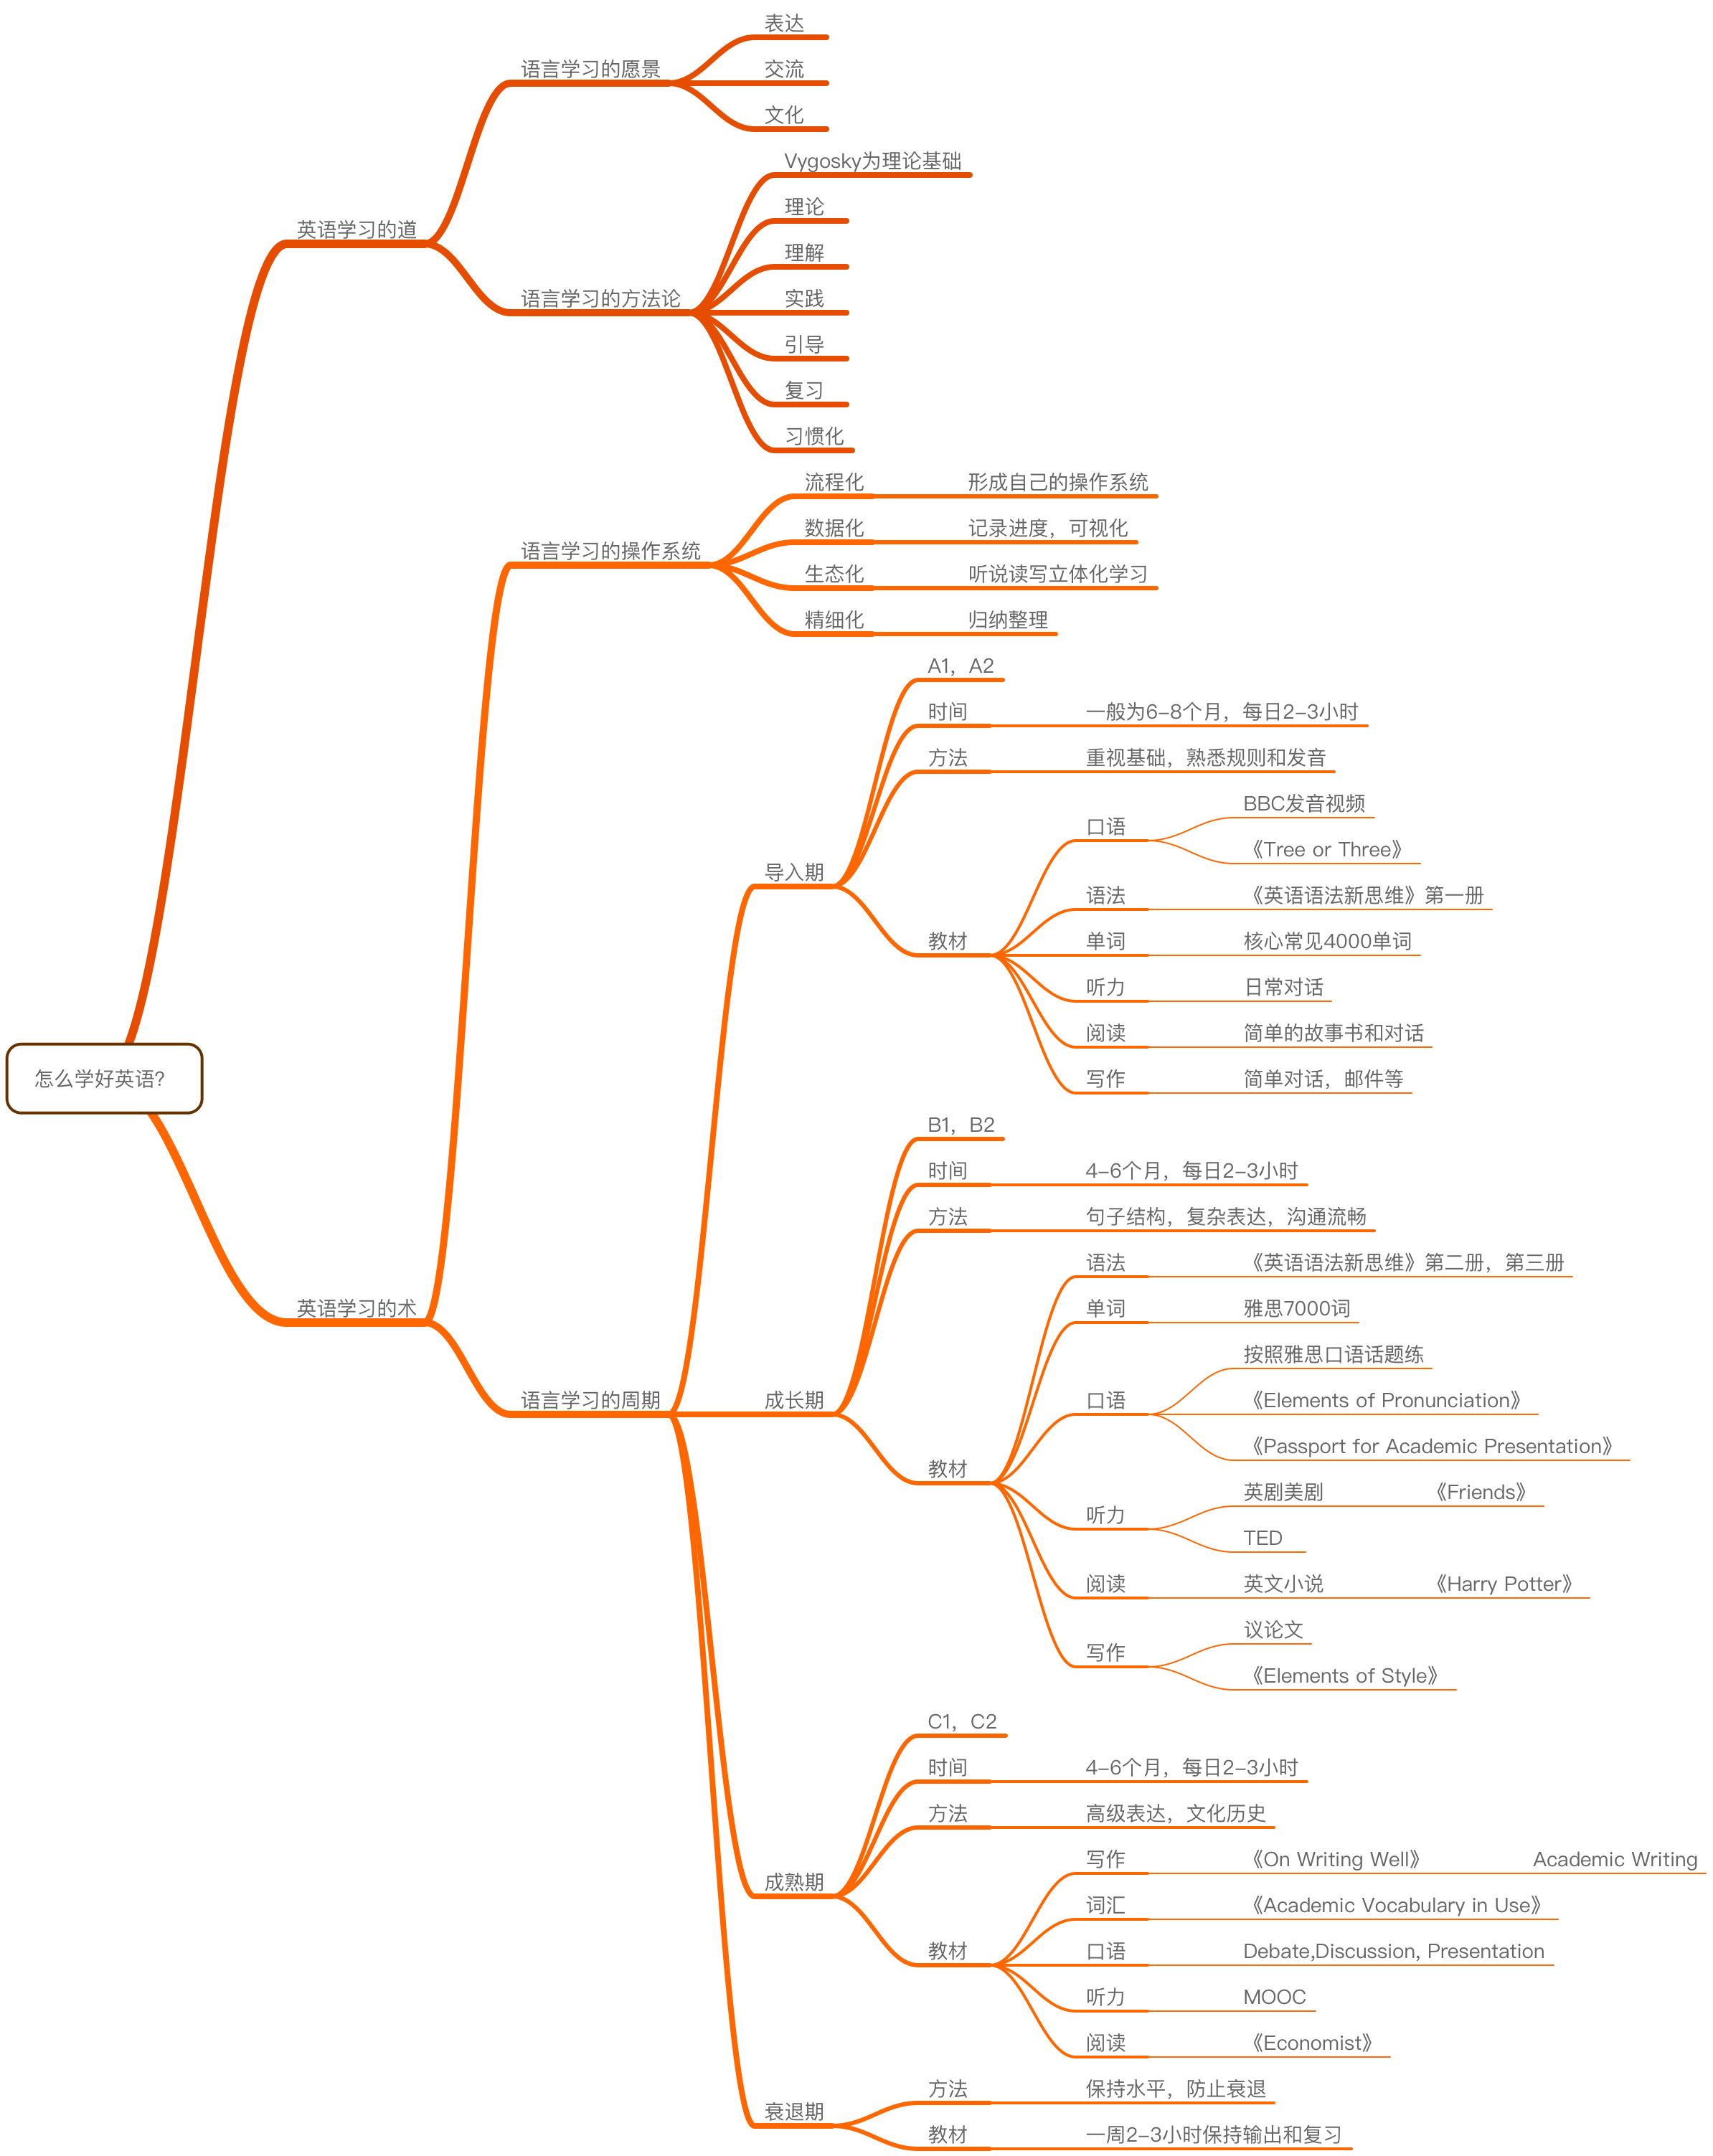 怎么学好英语？
英语学习的道
语言学习的愿景
表达
交流
文化
语言学习的方法论
Vygosky为理论基础
理论
理解
实践
引导
复习
习惯化
英语学习的术
语言学习的操作系统
流程化
形成自己的操作系统
数据化
记录进度，可视化
生态化
听说读写立体化学习
精细化
归纳整理
语言学习的周期
导入期
A1，A2
时间
一般为6-8个月，每日2-3小时
方法
重视基础，熟悉规则和发音
教材
口语
BBC发音视频
《Tree or Three》
语法
《英语语法新思维》第一册
单词
核心常见4000单词
听力
日常对话
阅读
简单的故事书和对话
写作
简单对话，邮件等
成长期
B1，B2
时间
4-6个月，每日2-3小时
方法
句子结构，复杂表达，沟通流畅
教材
语法
《英语语法新思维》第二册，第三册
单词
雅思7000词
口语
按照雅思口语话题练
《Elements of Pronunciation》
《Passport for Academic Presentation》
听力
英剧美剧
《Friends》
TED
阅读
英文小说
《Harry Potter》
写作
议论文
《Elements of Style》
成熟期
C1，C2
时间
4-6个月，每日2-3小时
方法
高级表达，文化历史
教材
写作
《On Writing Well》
Academic Writing
词汇
《Academic Vocabulary in Use》
口语
Debate,Discussion, Presentation
听力
MOOC
阅读
《Economist》
衰退期
方法
保持水平，防止衰退
教材
一周2-3小时保持输出和复习